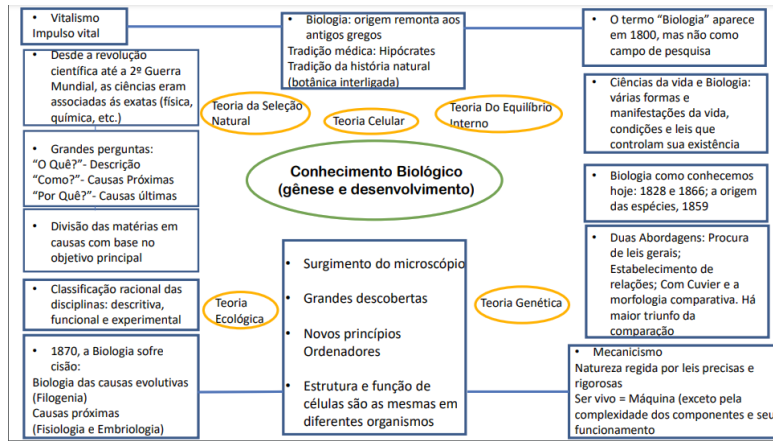 • Vitalismo
Impulso vital
• Biologia: origem remonta aos
antigos gregos
Tradição médica: Hipócrates
Tradição da história natural
(botânica interligada)
• O termo “Biologia” aparece
em 1800, mas não como
campo de pesquisa
• Desde a revolução
científica até a 2º Guerra
Mundial, as ciências eram
associadas ás exatas (física,
química, etc.)
Teoria da Seleção
Natural
Teoria Celular
Teoria Do Equilíbrio
Interno
• Ciências da vida e Biologia:
várias formas e
manifestações da vida,
condições e leis que
controlam sua existência
• Grandes perguntas:
“O Quê?”- Descrição
“Como?”- Causas Próximas
“Por Quê?”- Causas últimas
Conhecimento Biológico
(gênese e desenvolvimento)
• Biologia como conhecemos
hoje: 1828 e 1866; a origem
das espécies, 1859
• Divisão das matérias em
causas com base no
objetivo principal
• Duas Abordagens: Procura
de leis gerais;
Estabelecimento de
relações; Com Cuvier e a
morfologia comparativa. Há
maior triunfo da
comparação
• Classificação racional das
disciplinas: descritiva,
funcional e experimental
Teoria
Ecológica
• Surgimento do microscópio
• Grandes descobertas
• Novos princípios
Ordenadores
• Estrutura e função de
células são as mesmas em
diferentes organismos
Teoria Genética
• 1870, a Biologia sofre
cisão:
Biologia das causas evolutivas
(Filogenia)
Causas próximas
(Fisiologia e Embriologia)
• Mecanicismo
Natureza regida por leis precisas e
rigorosas
Ser vivo = Máquina (exceto pela
complexidade dos componentes e seu
funcionamento